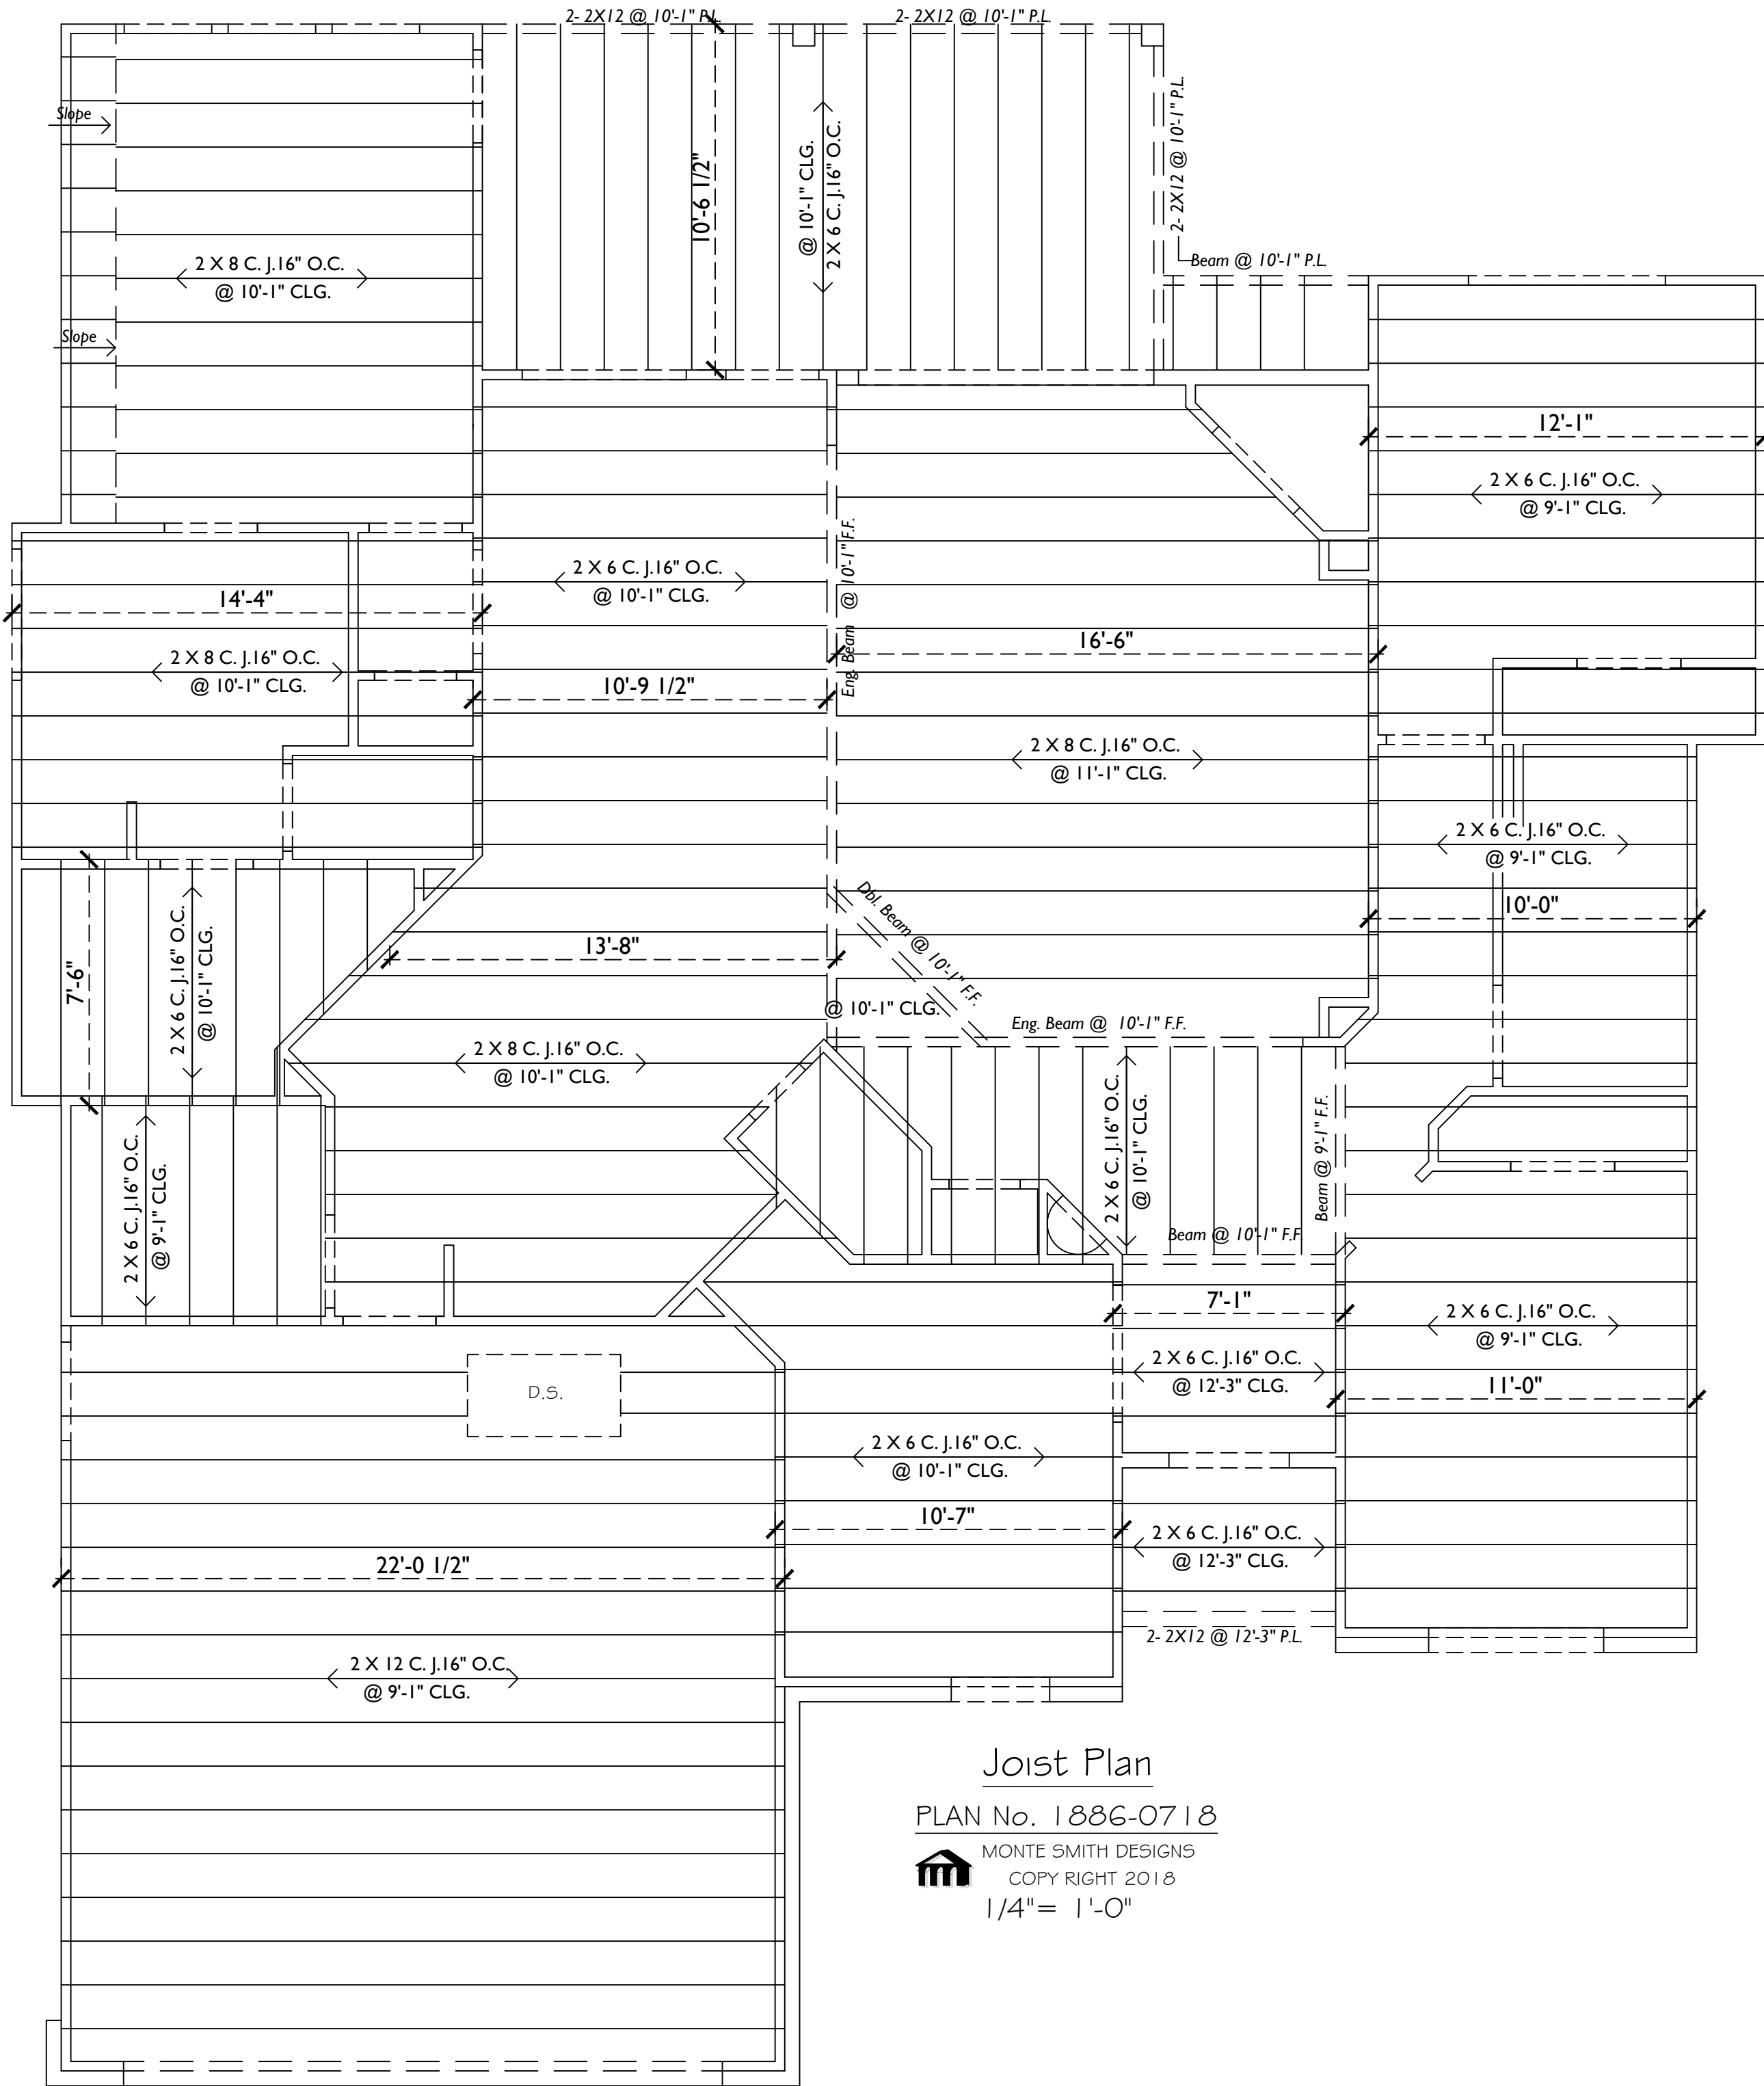 2- 2X12 @ 10'-1" P.L.
2- 2X12 @ 10'-1" P.L.
Slope
2- 2X12 @ 10'-1" P.L.
10'-6 1/2"
@ 10'-1" CLG.
2 X 6 C. J.16" O.C.
2 X 8 C. J.16" O.C.
@ 10'-1" CLG.
Beam @ 10'-1" P.L.
Slope
12'-1"
2 X 6 C. J.16" O.C.
@ 9'-1" CLG.
2 X 6 C. J.16" O.C.
@ 10'-1" CLG.
Eng. Beam @ 10'-1" F.F.
14'-4"
16'-6"
2 X 8 C. J.16" O.C.
@ 10'-1" CLG.
10'-9 1/2"
2 X 8 C. J.16" O.C.
@ 11'-1" CLG.
2 X 6 C. J.16" O.C.
@ 9'-1" CLG.
10'-0"
7'-6"
2 X 6 C. J.16" O.C.
@ 10'-1" CLG.
13'-8"
Dbl. Beam @ 10'-1" F.F.
@ 10'-1" CLG.
Eng. Beam @ 10'-1" F.F.
2 X 8 C. J.16" O.C.
@ 10'-1" CLG.
2 X 6 C. J.16" O.C.
@ 10'-1" CLG.
Beam @ 9'-1" F.F.
2 X 6 C. J.16" O.C.
@ 9'-1" CLG.
Beam @ 10'-1" F.F.
7'-1"
2 X 6 C. J.16" O.C.
@ 9'-1" CLG.
2 X 6 C. J.16" O.C.
@ 12'-3" CLG.
11'-0"
D.S.
2 X 6 C. J.16" O.C.
@ 10'-1" CLG.
10'-7"
2 X 6 C. J.16" O.C.
@ 12'-3" CLG.
22'-0 1/2"
2- 2X12 @ 12'-3" P.L.
2 X 12 C. J.16" O.C.
@ 9'-1" CLG.
Joist Plan
PLAN No. 1886-0718
MONTE SMITH DESIGNS
COPY RIGHT 2018
1/4"= 1'-0"